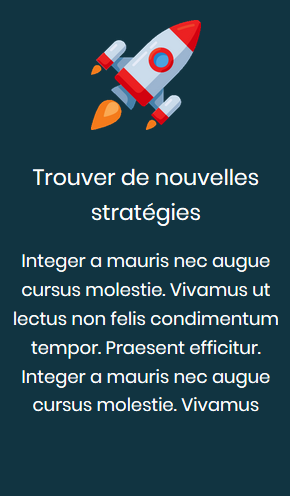 Trouver de nouvelles
stratégies
Integer a mauris nec augue
cursus molestie. Vivamus ut
lectus non felis condimentum
tempor. Praesent efficitur.
Integer a mauris nec augue
cursus molestie. Vivamus